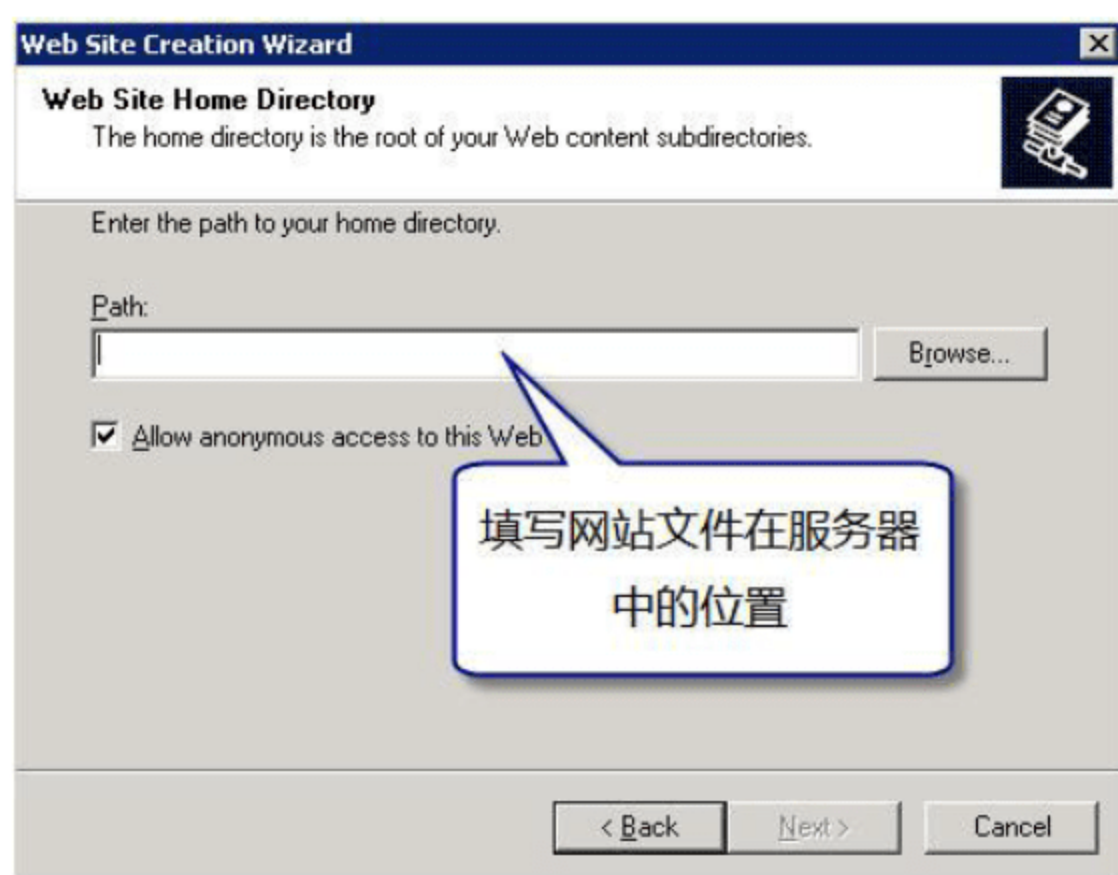 Web Site Creation Wizard
Web Site Home Directory
The home directory is the root of your Web content subdirectories.
Enter the path to your home directory.
Path:
Browse...
Allow anonymous access to this Web
填写网站文件在服务器
中的位置
< Back
Next >
Cancel